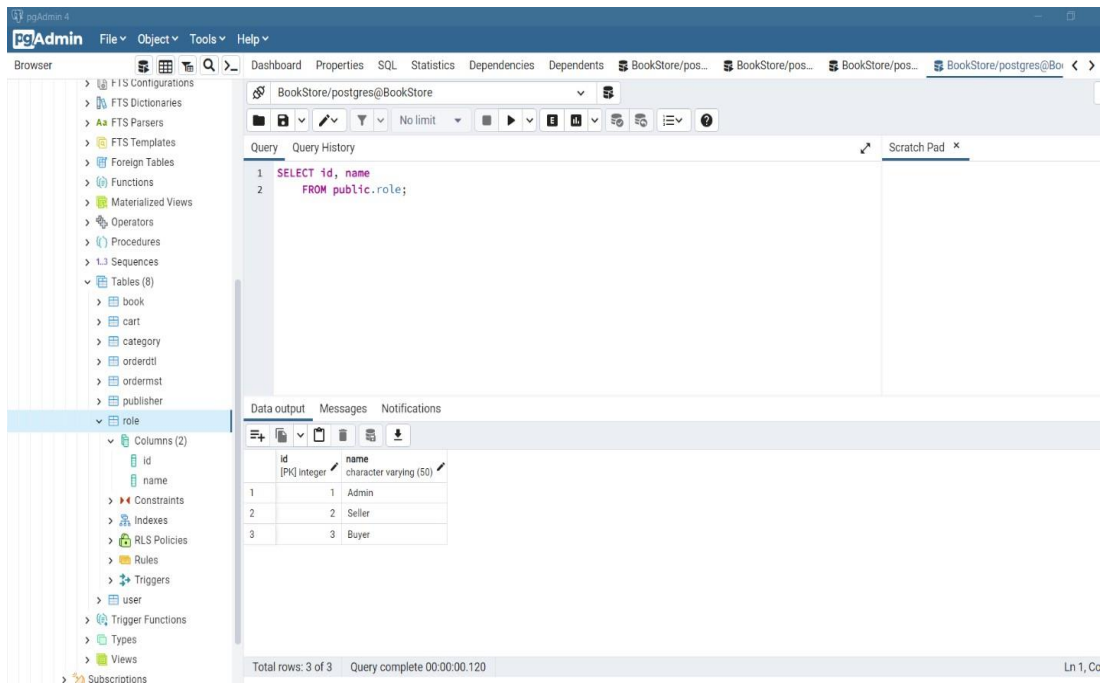 pgAdmin 4
pgAdmin File Object Tools Help
Browser
Dashboard Properties SQL Statistics Dependencies Dependents BookStore/pos... BookStore/pos... BookStore/pos... BookStore/postgres@Bo
FTS Configurations
FTS Dictionaries
FTS Parsers
FTS Templates
Foreign Tables
Functions
Materialized Views
Operators
Procedures
1..3 Sequences
Tables (8)
book
cart
category
orderdtl
ordermst
publisher
role
Columns (2)
id
name
Constraints
Indexes
RLS Policies
Rules
Triggers
user
Trigger Functions
Types
Views
Subscriptions
BookStore/postgres@BookStore
No limit
Query Query History
Scratch Pad
1 SELECT id, name
2 FROM public.role;
Data output Messages Notifications
id name
[PK] integer character varying (50)
1 1 Admin
2 2 Seller
3 3 Buyer
Total rows: 3 of 3 Query complete 00:00:00.120 Ln 1, Co